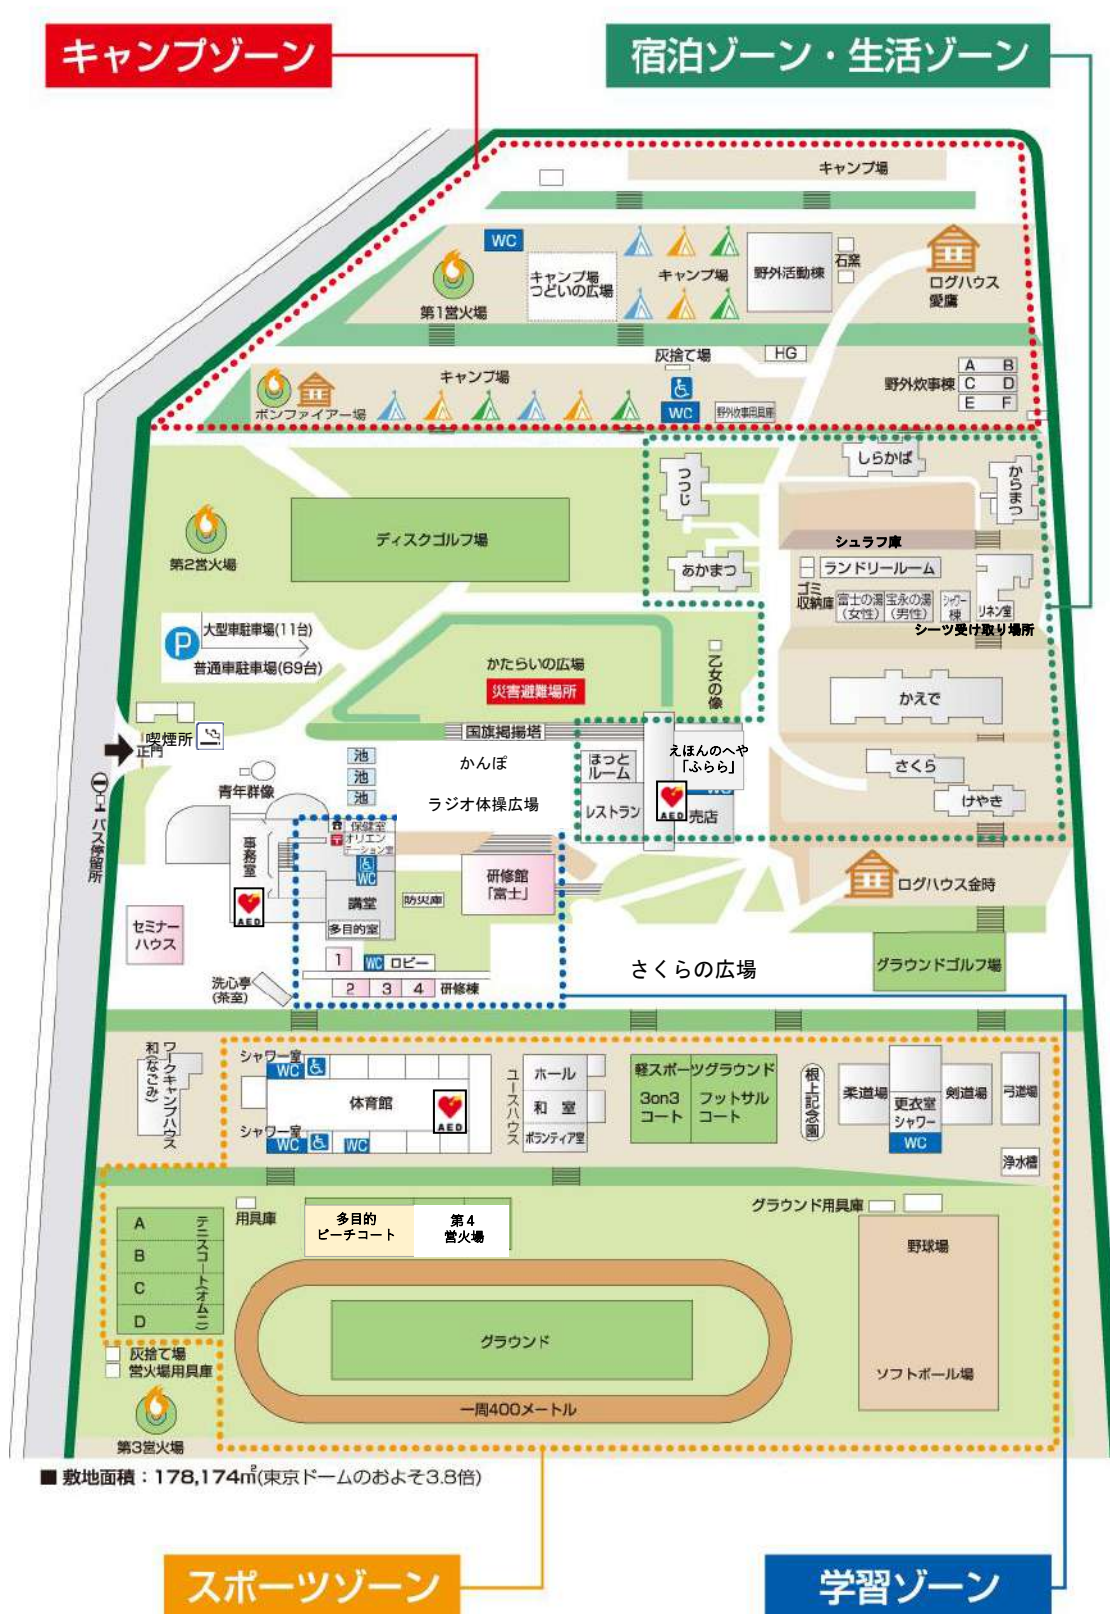 キャンプゾーン
宿泊ゾーン・生活ゾーン
キャンプ場
WC
キャンプ場
つどいの広場
キャンプ場
野外活動棟
石窯
ログハウス
愛鷹
第1営火場
灰捨て場
HG
キャンプ場
ボンファイアー場
WC
野外炊事用具庫
野外炊事棟
A B
C D
E F
つつじ
しらかば
からまつ
ディスクゴルフ場
第2営火場
あかまつ
シュラフ庫
ランドリールーム
ゴミ
収納庫
富士の湯
(女性)
宝永の湯
(男性)
シャワー
棟
リネン室
シーツ受け取り場所
P
大型車駐車場(11台)
普通車駐車場(69台)
かたらいの広場
災害避難場所
乙女の像
かえで
喫煙所
正門
国旗掲揚塔
池
池
池
かんぽ
ラジオ体操広場
ほっと
ルーム
えほんのへや
「ふらら」
レストラン
AED
WC
売店
さくら
けやき
バス停留所
青年群像
事務室
AED
保健室
オリエン
テーション室
WC
講堂
多目的室
防災庫
研修館
「富士」
ログハウス金時
セミナー
ハウス
1
WC
ロビー
2
3
4
研修棟
洗心亭
(茶室)
さくらの広場
グラウンドゴルフ場
ワークキャンプハウス
和(なごみ)
シャワー室
WC
体育館
AED
シャワー室
WC
WC
ユースハウス
ホール
和室
ボランティア室
軽スポーツグラウンド
3on3
コート
フットサル
コート
根上記念園
柔道場
更衣室
シャワー
WC
剣道場
弓道場
浄水槽
A
B
C
D
テニスコート(オムニ)
用具庫
多目的
ビーチコート
第4
営火場
グラウンド用具庫
野球場
グラウンド
ソフトボール場
一周400メートル
灰捨て場
営火場用具庫
第3営火場
■ 敷地面積：178,174㎡(東京ドームのおよそ3.8倍)
スポーツゾーン
学習ゾーン